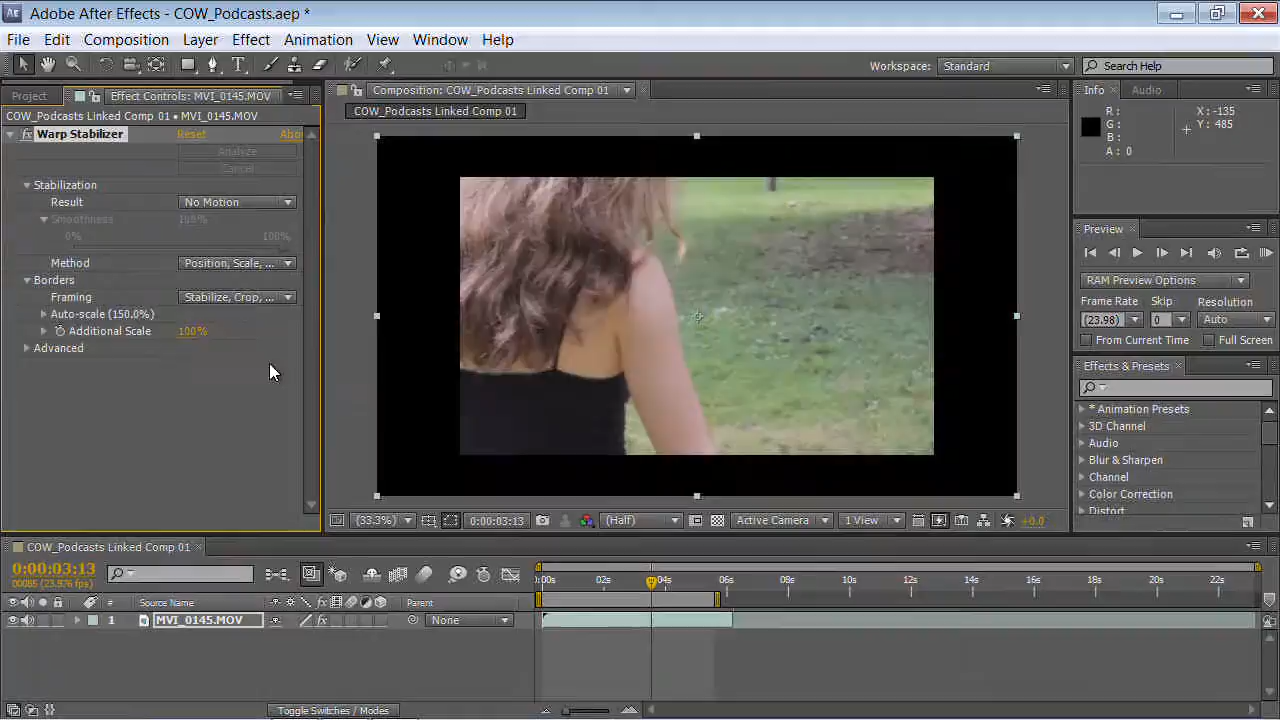 Adobe After Effects - COW_Podcasts.aep *
File Edit Composition Layer Effect Animation View Window Help
Workspace: Standard Search Help
Project Effect Controls: MVI_0145.MOV
COW_Podcasts Linked Comp 01 • MVI_0145.MOV
Warp Stabilizer Reset Abou
Analyze
Cancel
Stabilization
Result No Motion
Smoothness 100%
0% 100%
Method Position, Scale, ...
Borders
Framing Stabilize, Crop, ...
Auto-scale (150.0%)
Additional Scale 100%
Advanced
Composition: COW_Podcasts Linked Comp 01
COW_Podcasts Linked Comp 01
(33.3%) 0:00:03:13 (Half) Active Camera 1 View +0.0
Info Audio
R: X: -135
G: Y: 485
B:
A: 0
Preview
RAM Preview Options
Frame Rate Skip Resolution
(23.98) 0 Auto
From Current Time Full Screen
Effects & Presets
* Animation Presets
3D Channel
Audio
Blur & Sharpen
Channel
Color Correction
Distort
COW_Podcasts Linked Comp 01
0:00:03:13
00085 (23.976 fps)
0:00s 02s 04s 06s 08s 10s 12s 14s 16s 18s 20s 22s
# Source Name Parent
1 MVI_0145.MOV None
Toggle Switches / Modes